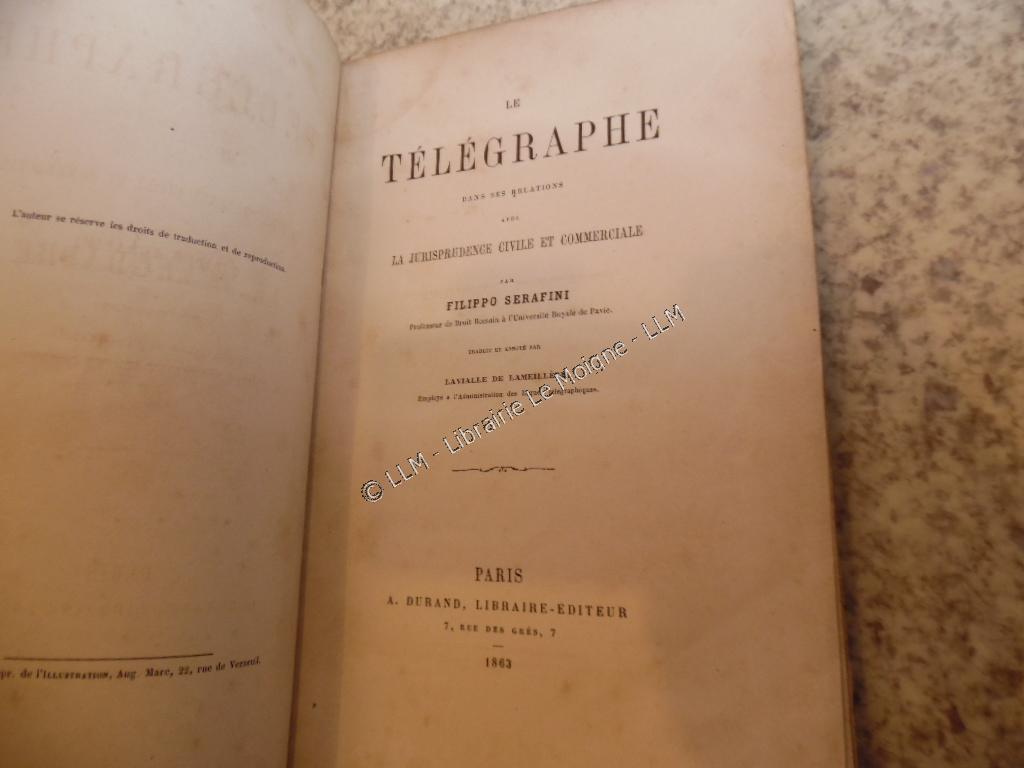 L'auteur se réserve les droits de traduction et de reproduction.
pr. de l'ILLUSTRATION, Aug. Marc, 22, rue de Verneuil.
LE
TÉLÉGRAPHE
DANS SES RELATIONS
AVEC
LA JURISPRUDENCE CIVILE ET COMMERCIALE
PAR
FILIPPO SERAFINI
Professeur de Droit Romain à l'Université Royale de Pavie.
TRADUIT ET ANNOTÉ PAR
LAVIALLE DE
Employé à l'Administration des
© LLM - Librairie Le Moigne - LLM
PARIS
A. DURAND, LIBRAIRE-EDITEUR
7, RUE DES GRÉS, 7
1863